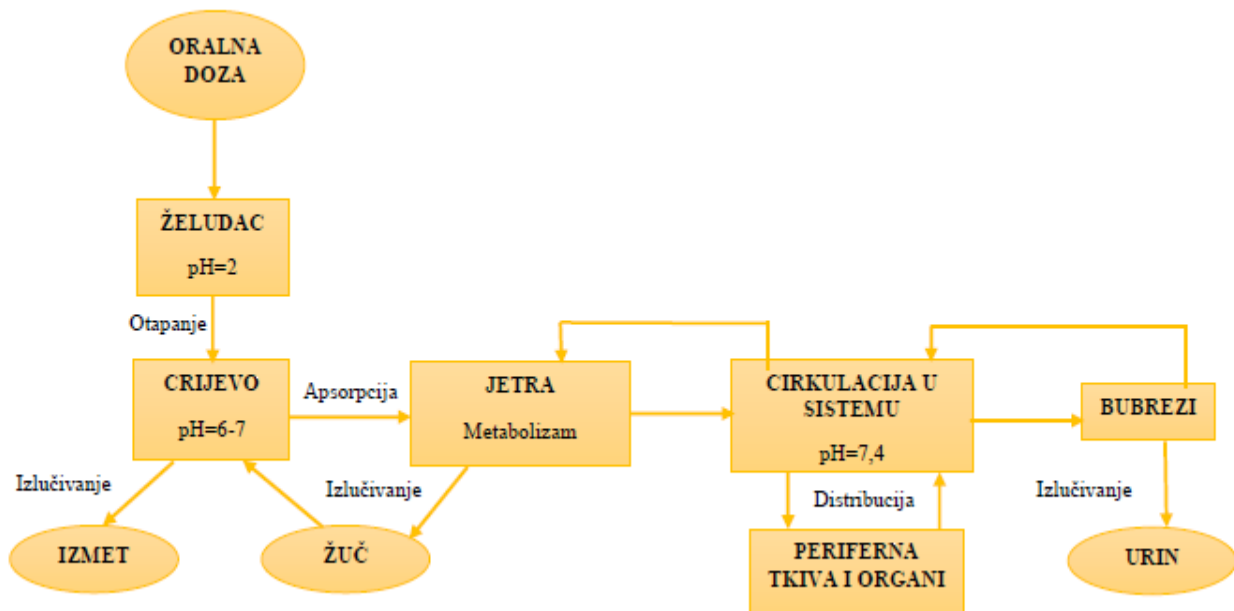 ORALNA
DOZA
ŽELUDAC
pH=2
Otapanje
CRIJEVO
pH=6-7
Apsorpcija
JETRA
Metabolizam
CIRKULACIJA U
SISTEMU
pH=7,4
BUBREZI
Izlučivanje
Izlučivanje
Distribucija
Izlučivanje
IZMET
ŽUČ
PERIFERNA
TKIVA I ORGANI
URIN